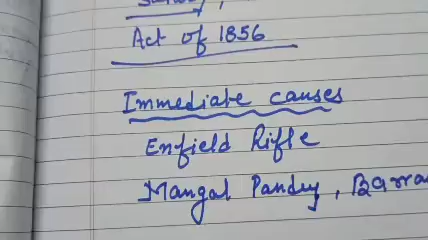 Act of 1856
Immediate causes
Enfield Rifle
Mangal Pandey,